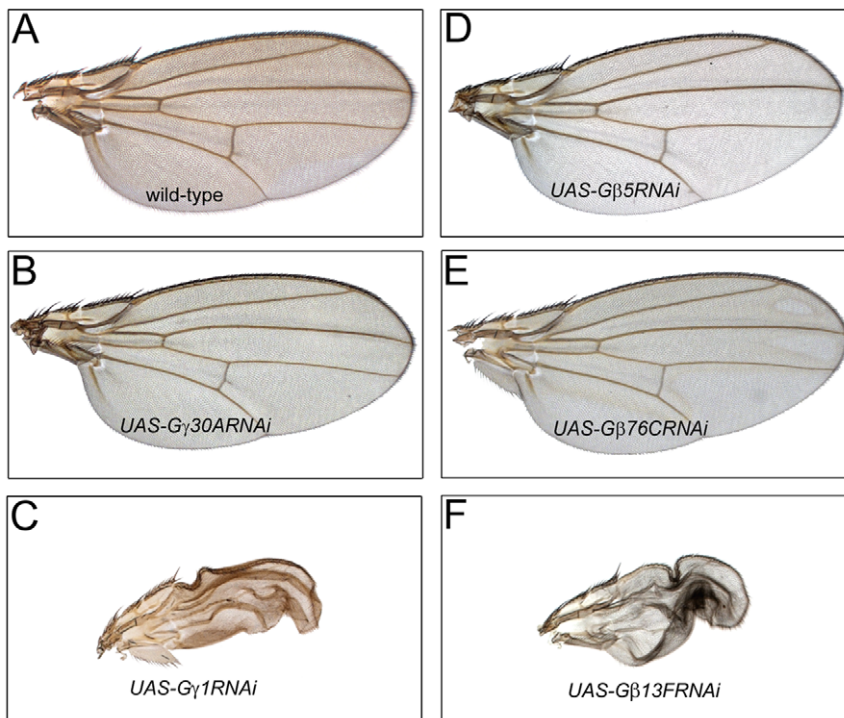 A
wild-type
B
UAS-Gγ30ARNAi
C
UAS-Gγ1RNAi
D
UAS-Gβ5RNAi
E
UAS-Gβ76CRNAi
F
UAS-Gβ13FRNAi